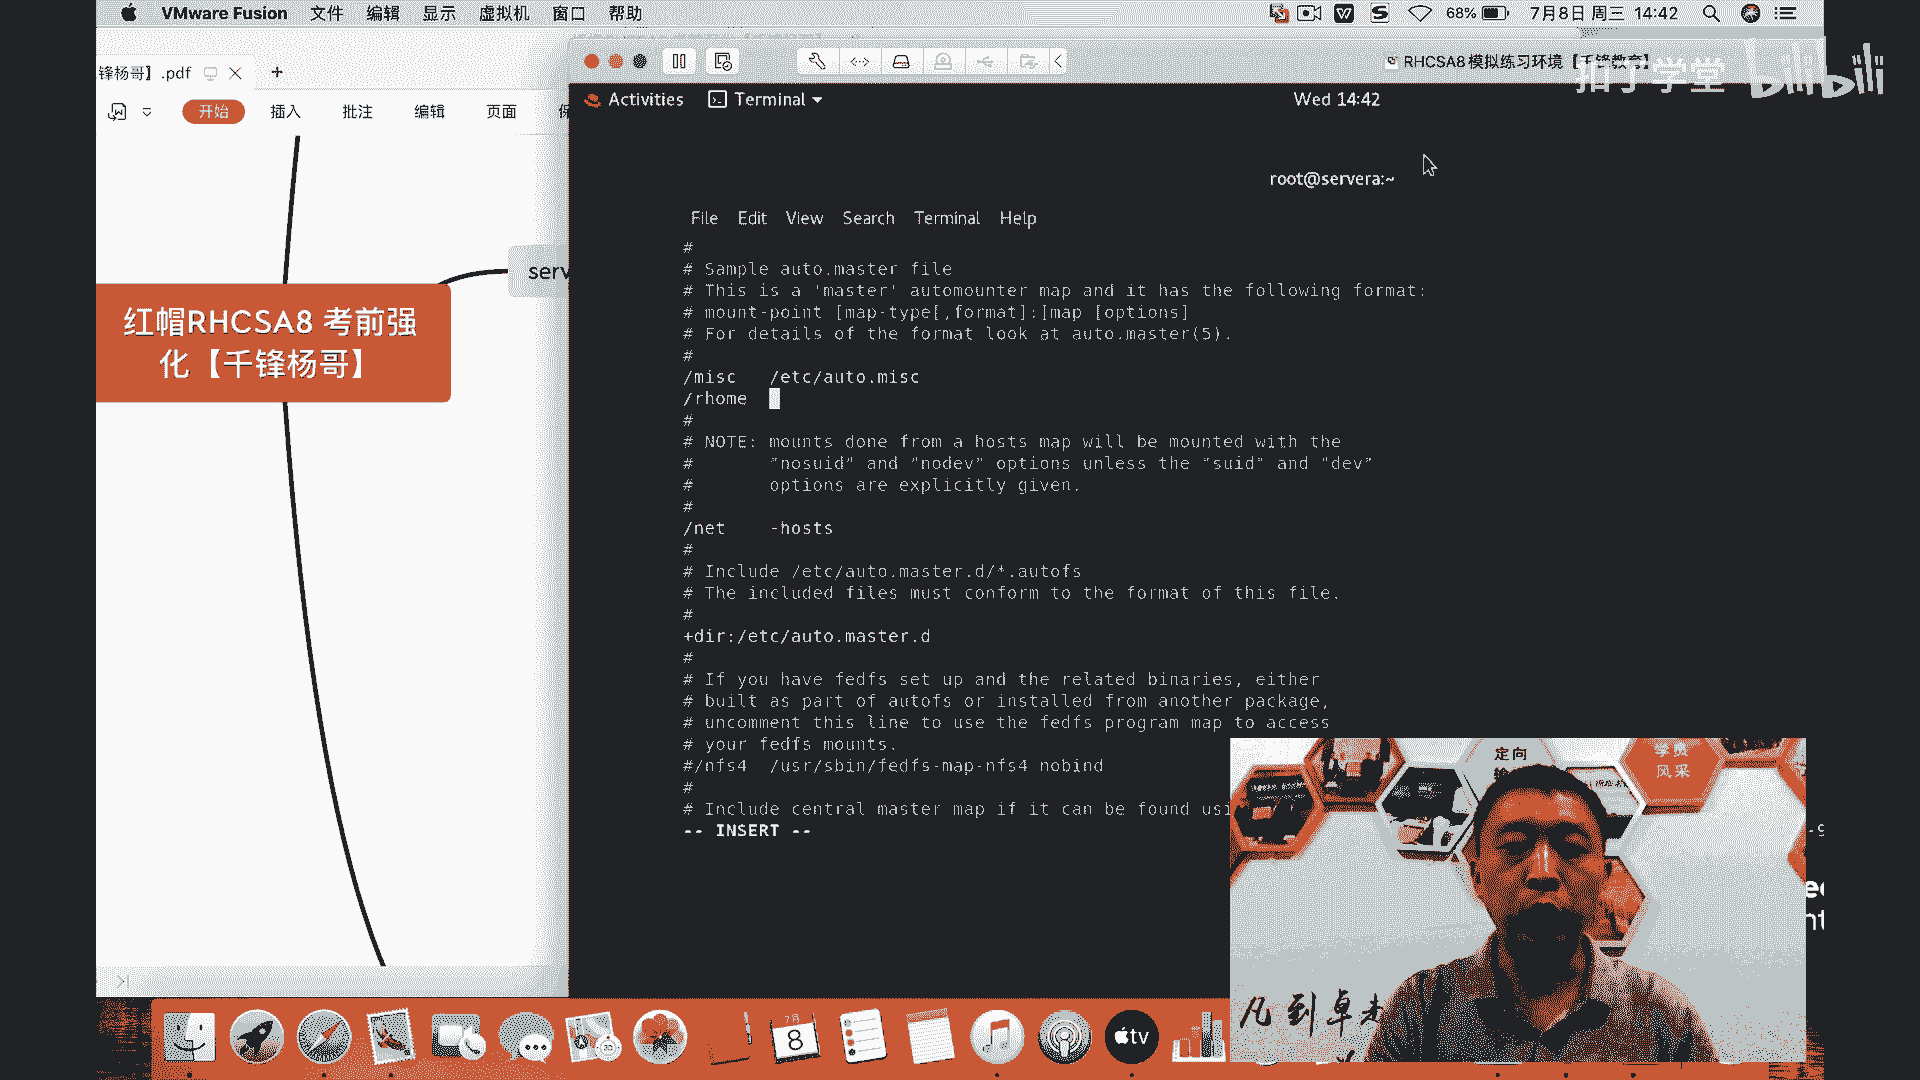 VMware Fusion 文件 编辑 显示 虚拟机 窗口 帮助
68% 7月8日 周三 14:42
锋杨哥】.pdf
RHCSA8模拟练习环境【千锋教育】
扣丁学堂 bilibili
开始 插入 批注 编辑 页面
Activities Terminal Wed 14:42
root@servera:~
File Edit View Search Terminal Help
serv
红帽RHCSA8 考前强
化【千锋杨哥】
#
# Sample auto.master file
# This is a 'master' automounter map and it has the following format:
# mount-point [map-type[,format]:]map [options]
# For details of the format look at auto.master(5).
#
/misc /etc/auto.misc
/rhome
#
# NOTE: mounts done from a hosts map will be mounted with the
# "nosuid" and "nodev" options unless the "suid" and "dev"
# options are explicitly given.
#
/net -hosts
#
# Include /etc/auto.master.d/*.autofs
# The included files must conform to the format of this file.
#
+dir:/etc/auto.master.d
#
# If you have fedfs set up and the related binaries, either
# built as part of autofs or installed from another package,
# uncomment this line to use the fedfs program map to access
# your fedfs mounts.
#/nfs4 /usr/sbin/fedfs-map-nfs4 nobind
#
# Include central master map if it can be found usi
-- INSERT --
定向
学员
风采
凡到卓
7月
8
tv